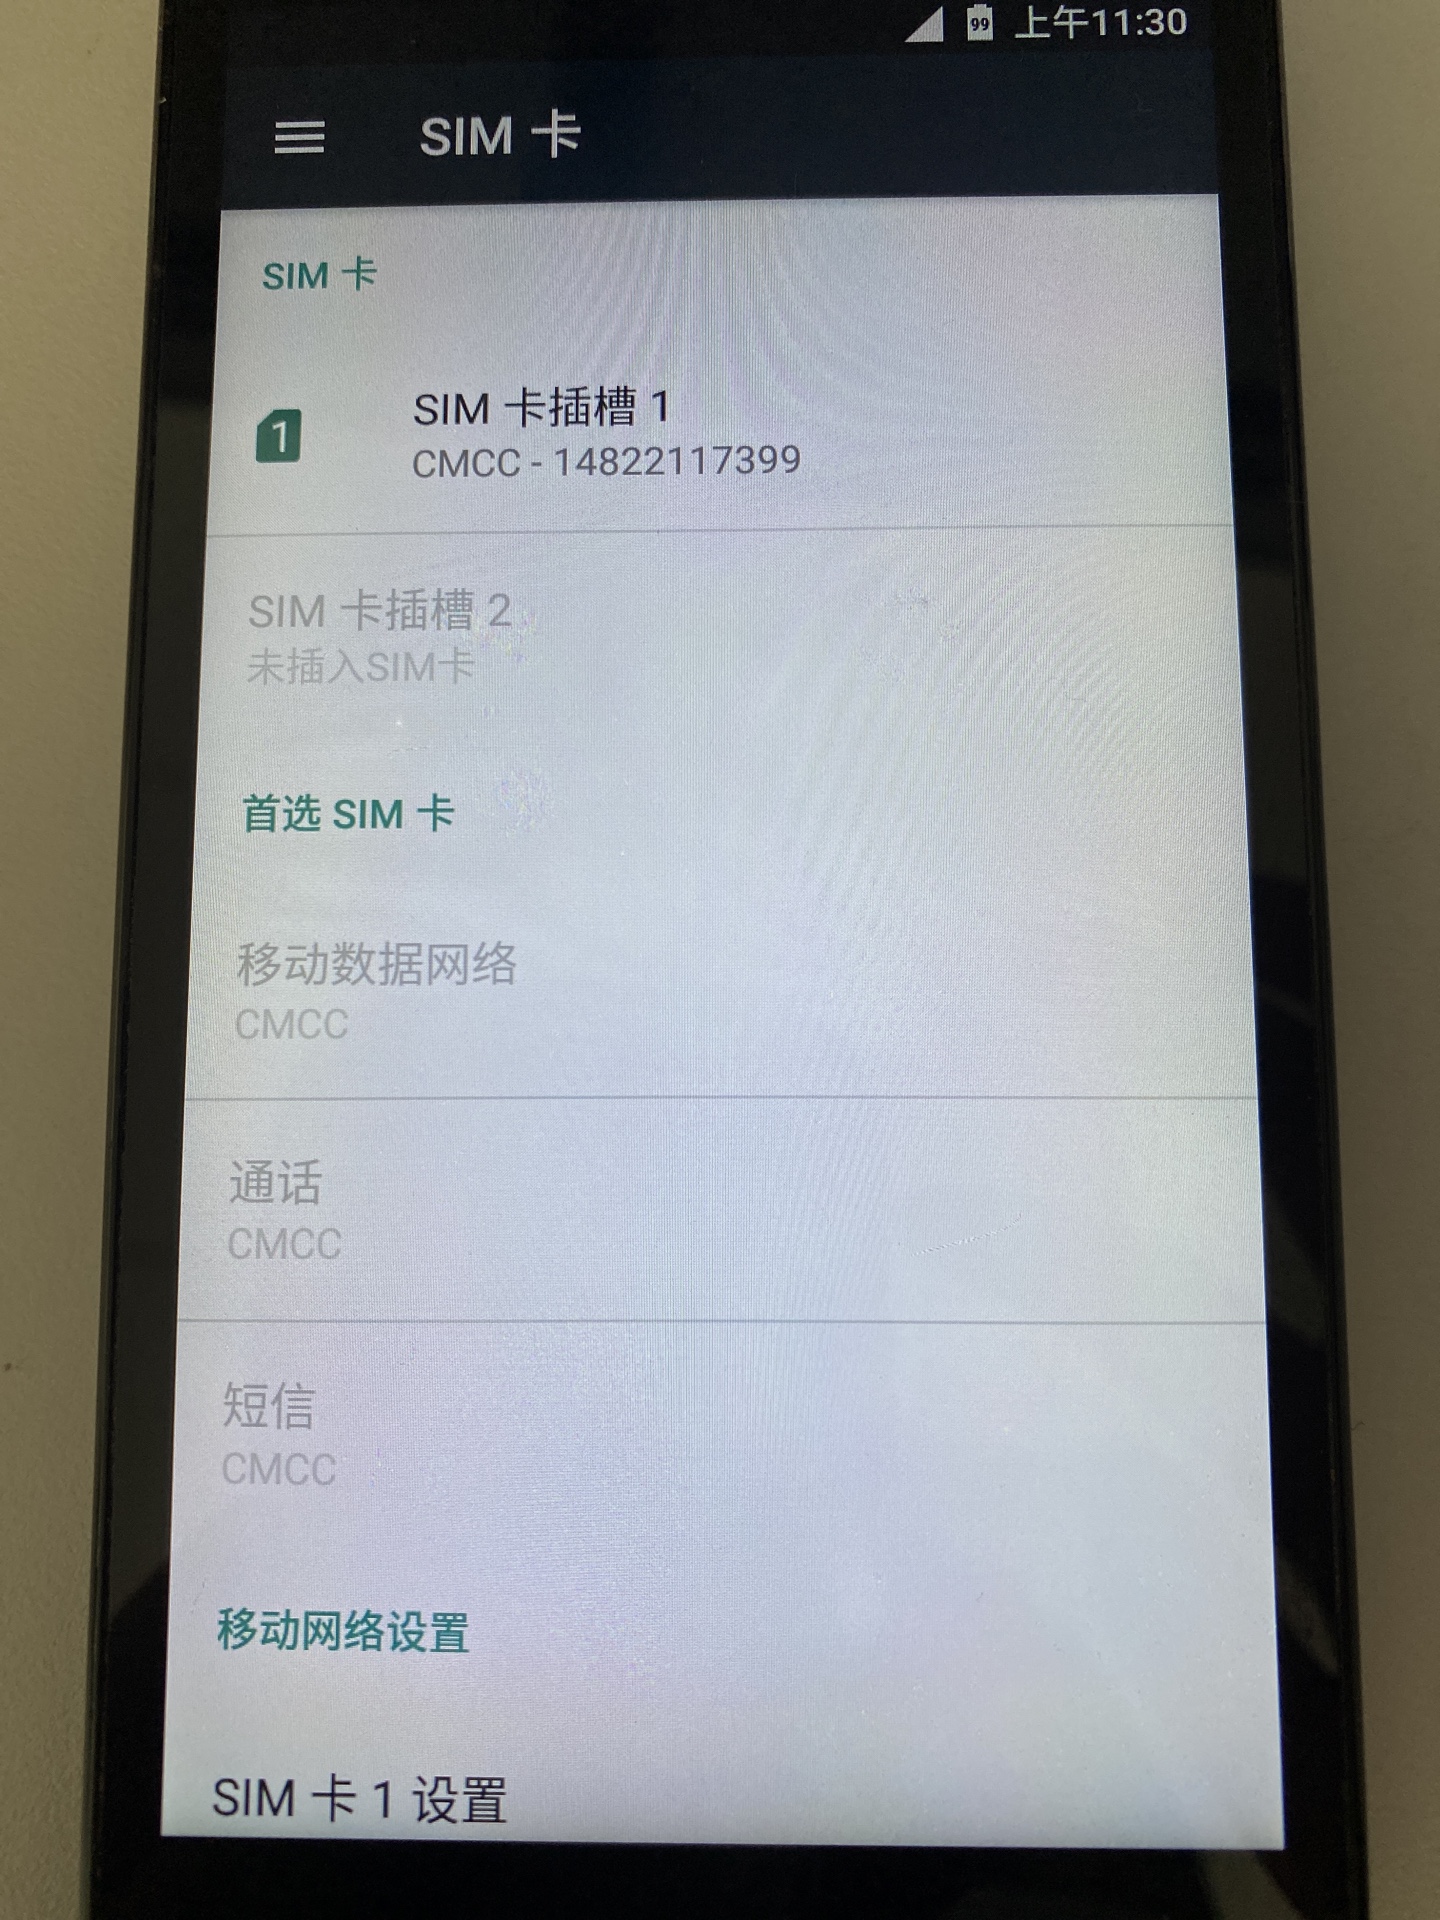 99 上午11:30
SIM 卡
SIM 卡
1
SIM 卡插槽 1
CMCC - 14822117399
SIM 卡插槽 2
未插入SIM卡
首选 SIM 卡
移动数据网络
CMCC
通话
CMCC
短信
CMCC
移动网络设置
SIM 卡 1 设置